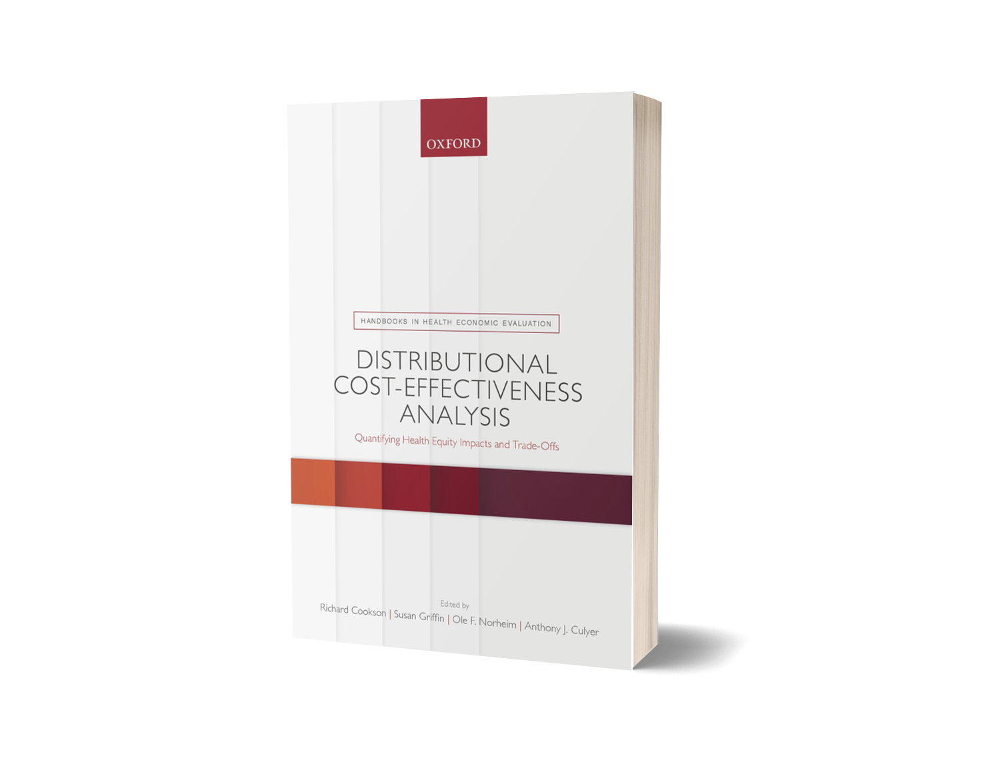 OXFORD
HANDBOOKS IN HEALTH ECONOMIC EVALUATION
DISTRIBUTIONAL
COST-EFFECTIVENESS
ANALYSIS
Quantifying Health Equity Impacts and Trade-Offs
Edited by
Richard Cookson | Susan Griffin | Ole F. Norheim | Anthony J. Culyer